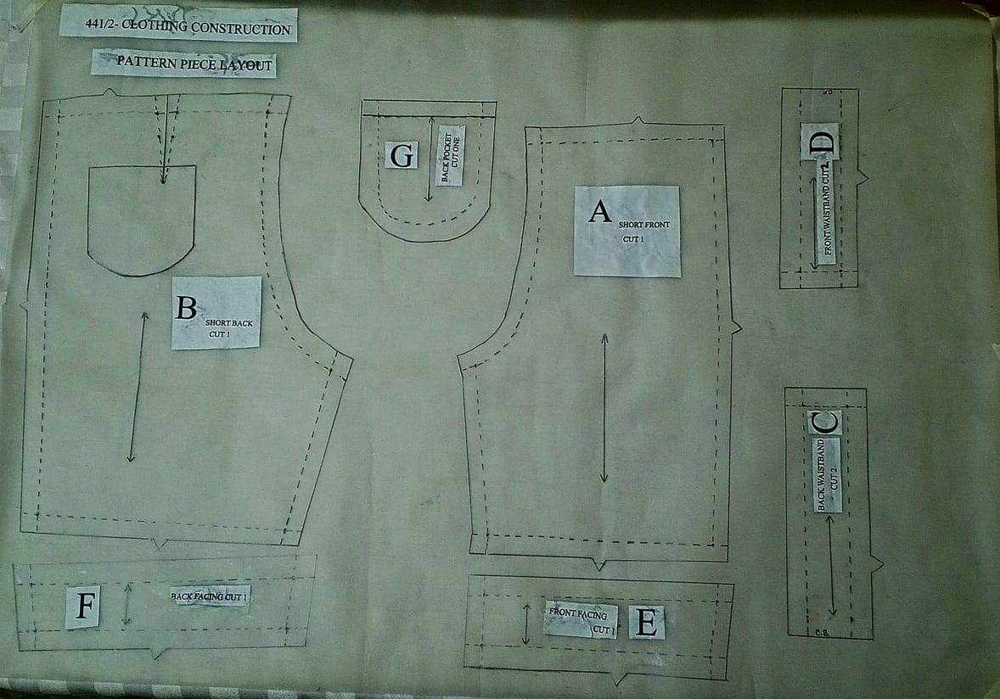 441/2- CLOTHING CONSTRUCTION
PATTERN PIECE LAYOUT
B
SHORT BACK
CUT 1
G
BACK POCKET
CUT ONE
A
SHORT FRONT
CUT 1
CF
D
FRONT WAISTBAND CUT 2
C
BACK WAISTBAND
CUT 2
C.B
F
BACK FACING CUT 1
FRONT FACING
CUT 1
E